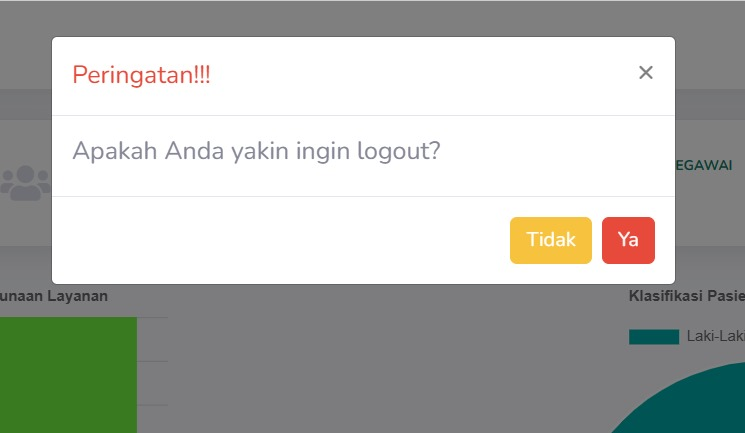 Peringatan!!!
×
Apakah Anda yakin ingin logout?
EGAWAI
Tidak Ya
unaan Layanan
Klasifikasi Pasie
Laki-Laki